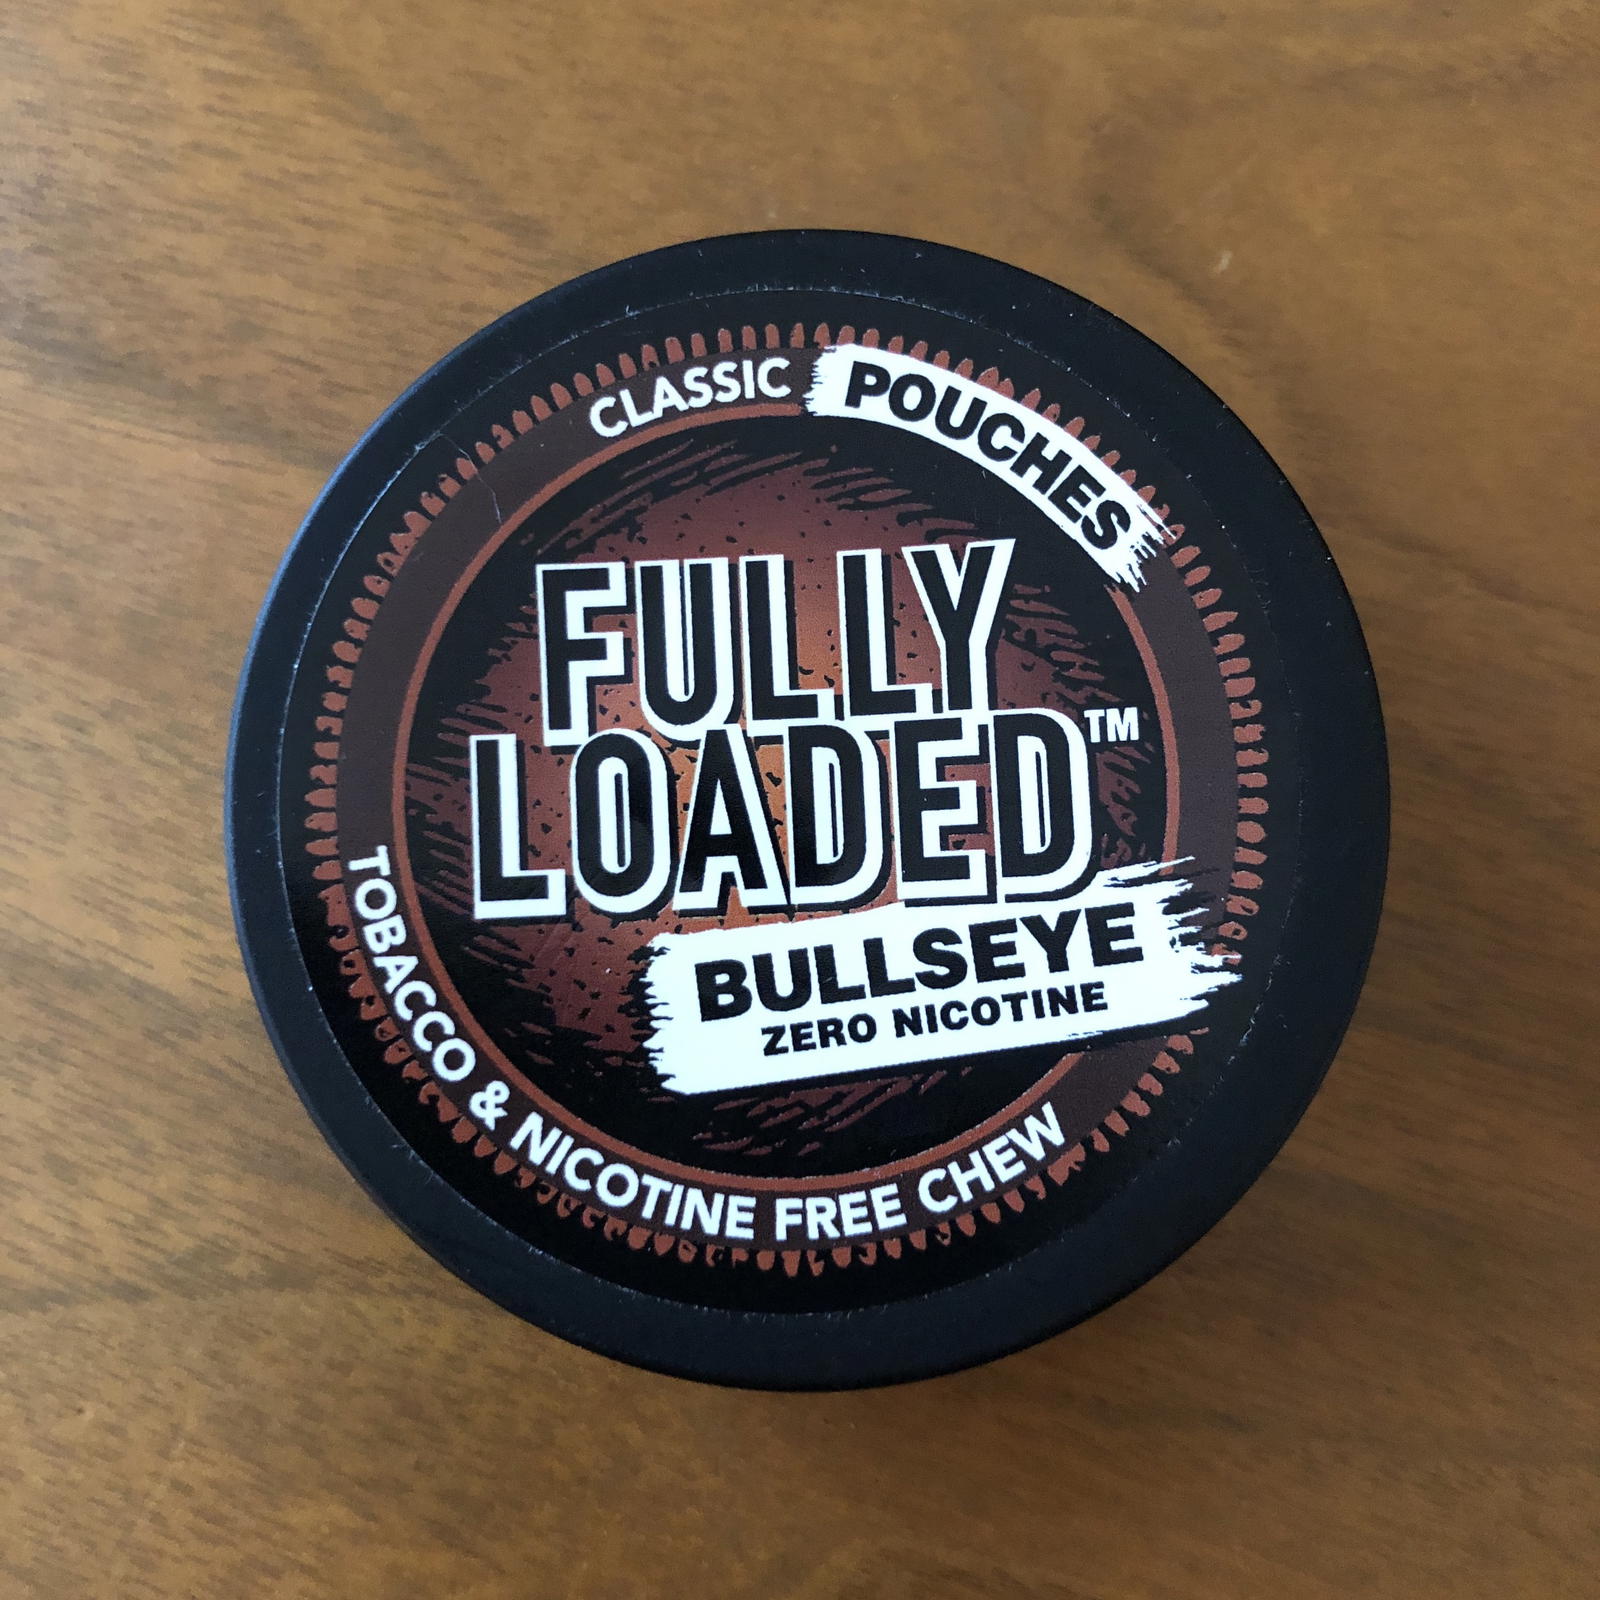 CLASSIC POUCHES
FULLY
LOADED™
BULLSEYE
ZERO NICOTINE
TOBACCO & NICOTINE FREE CHEW